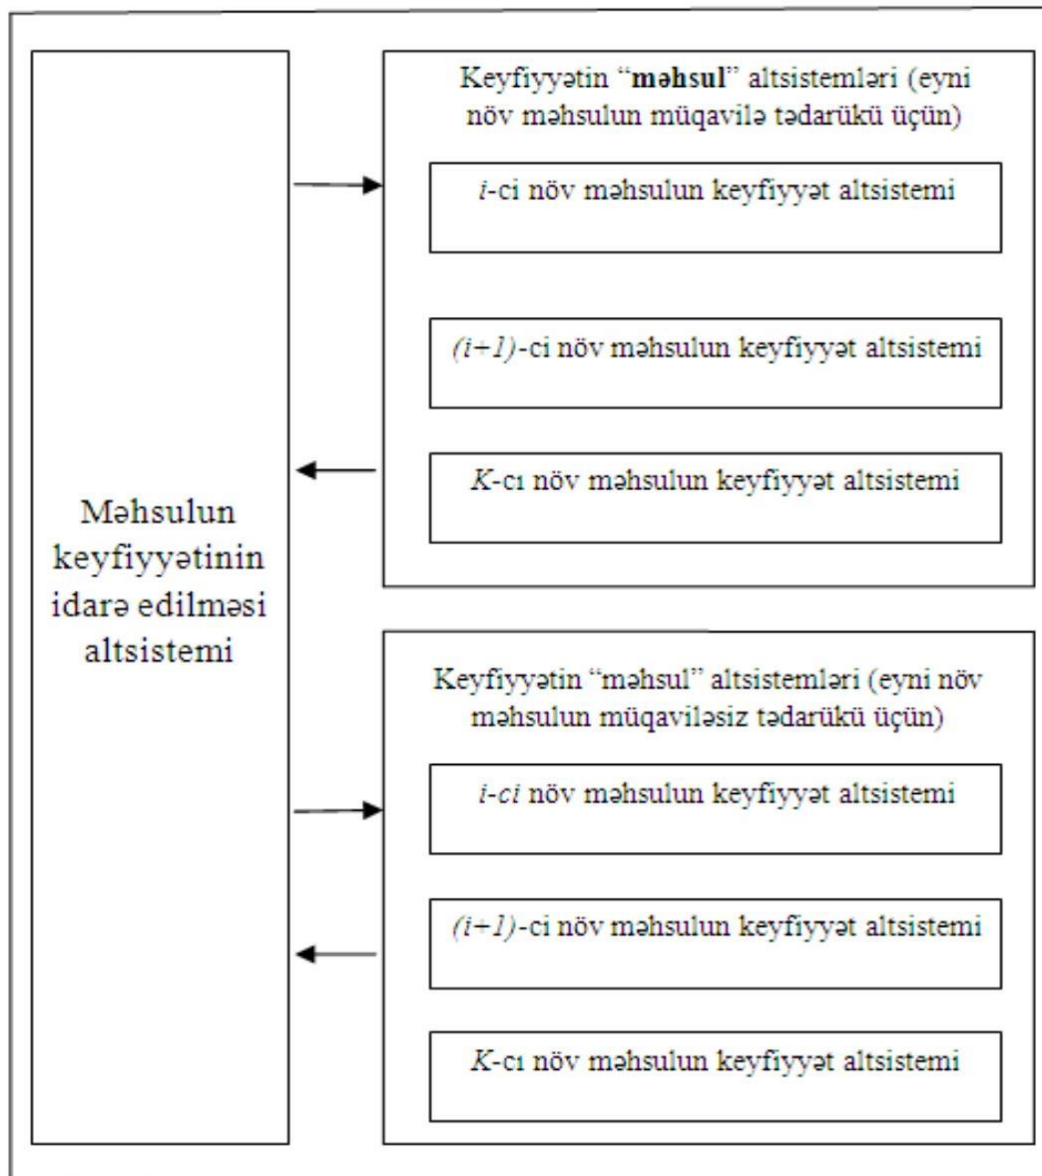 Məhsulun
keyfiyyətinin
idarə edilməsi
altsistemi
Keyfiyyətin “məhsul” altsistemləri (eyni
növ məhsulun müqavilə tədarükü üçün)
i-ci növ məhsulun keyfiyyət altsistemi
(i+1)-ci növ məhsulun keyfiyyət altsistemi
K-cı növ məhsulun keyfiyyət altsistemi
Keyfiyyətin “məhsul” altsistemləri (eyni növ
məhsulun müqaviləsiz tədarükü üçün)
i-ci növ məhsulun keyfiyyət altsistemi
(i+1)-ci növ məhsulun keyfiyyət altsistemi
K-cı növ məhsulun keyfiyyət altsistemi